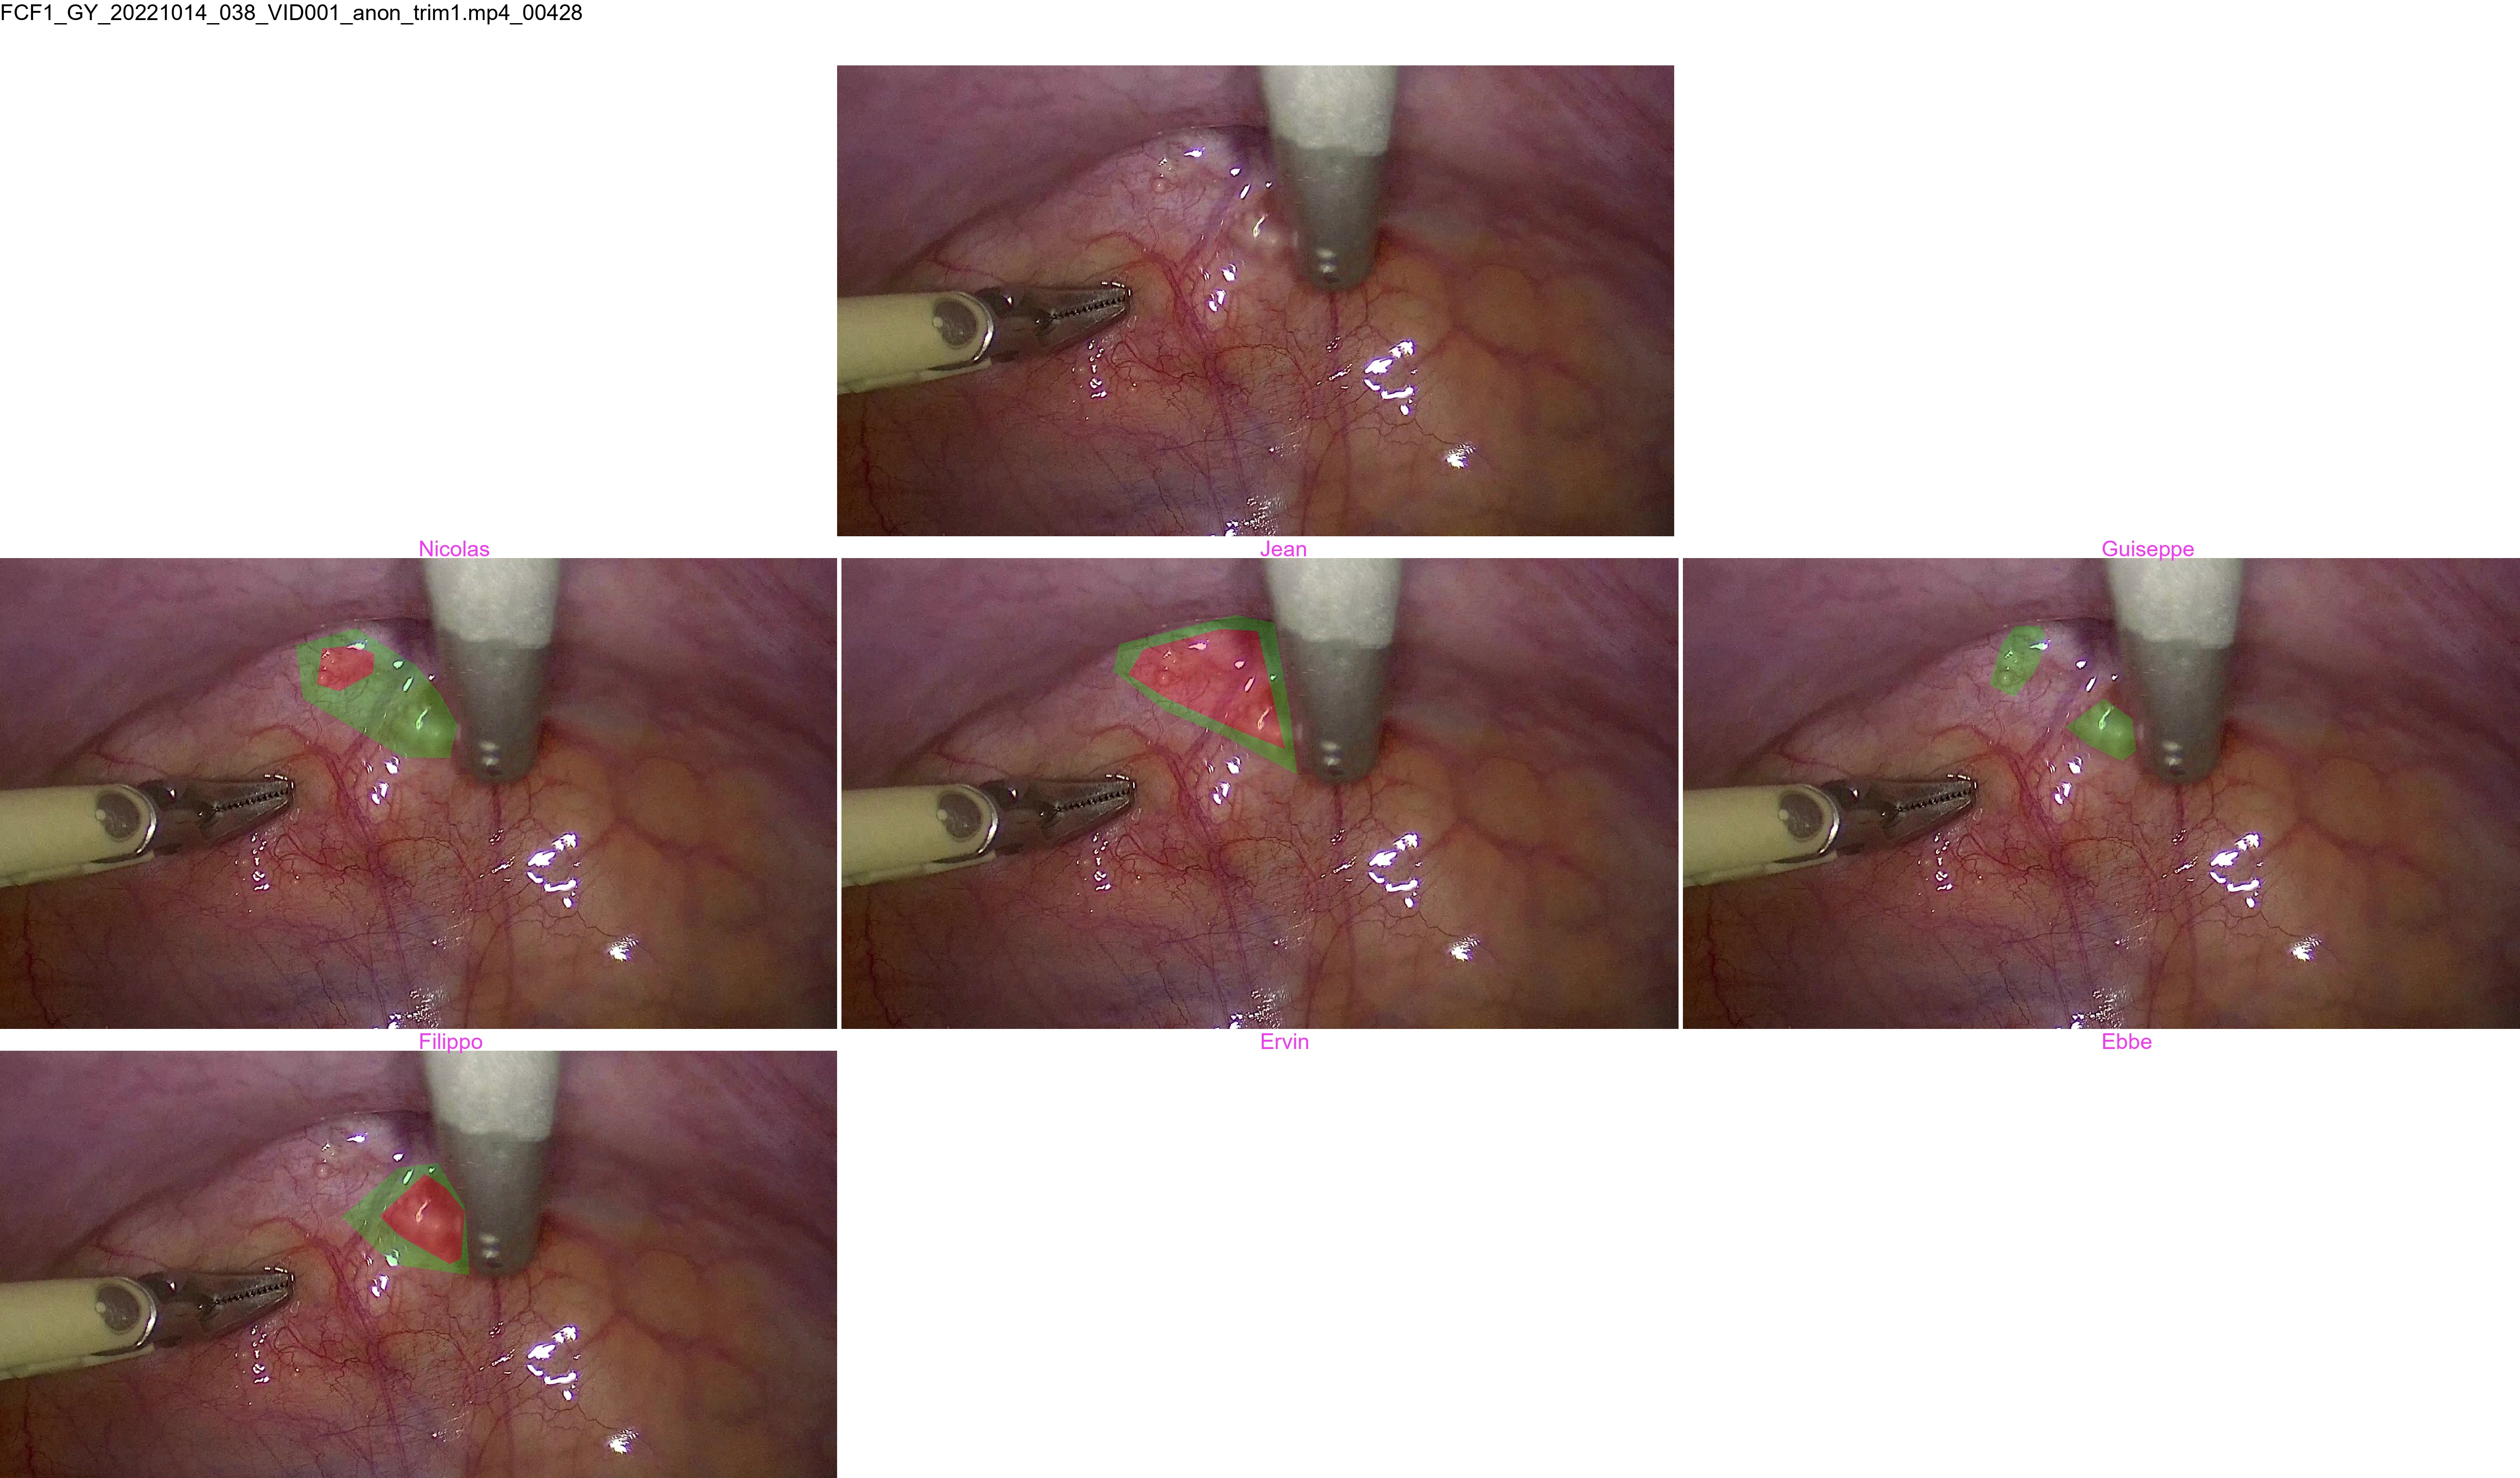 FCF1_GY_20221014_038_VID001_anon_trim1.mp4_00428
Nicolas
Jean
Guiseppe
Filippo
Ervin
Ebbe